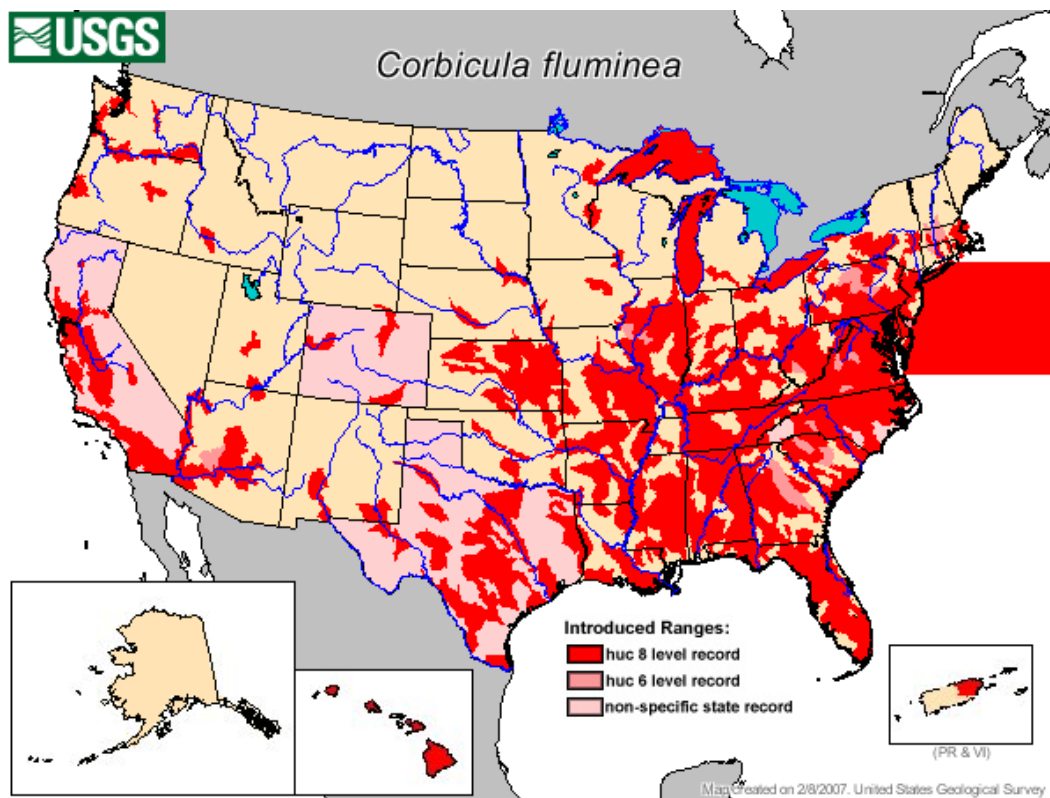 USGS
Corbicula fluminea
Introduced Ranges:
huc 8 level record
huc 6 level record
non-specific state record
(PR & VI)
Map created on 2/8/2007. United States Geological Survey